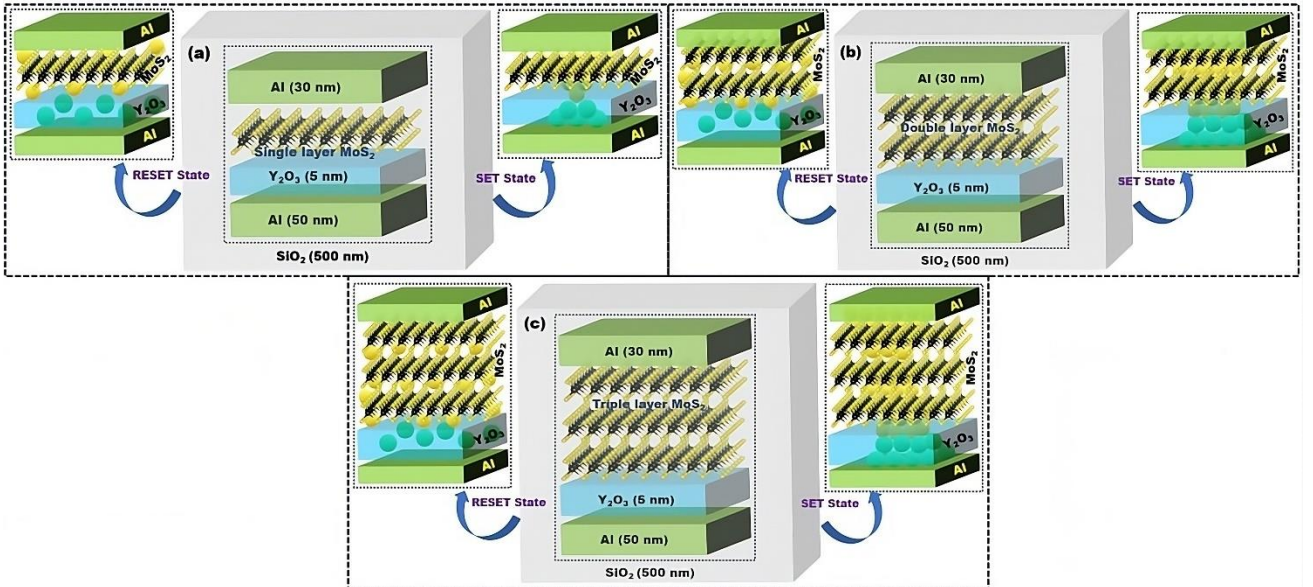 Al
MoS₂
Y₂O₃
Al
RESET State
(a)
Al (30 nm)
Single layer MoS₂
Y₂O₃ (5 nm)
Al (50 nm)
SiO₂ (500 nm)
Al
MoS₂
Y₂O₃
Al
SET State
Al
MoS₂
Y₂O₃
Al
RESET State
(b)
Al (30 nm)
Double layer MoS₂
Y₂O₃ (5 nm)
Al (50 nm)
SiO₂ (500 nm)
Al
MoS₂
Y₂O₃
Al
SET State
Al
MoS₂
Y₂O₃
Al
RESET State
(c)
Al (30 nm)
Triple layer MoS₂
Y₂O₃ (5 nm)
Al (50 nm)
SiO₂ (500 nm)
Al
MoS₂
Y₂O₃
Al
SET State